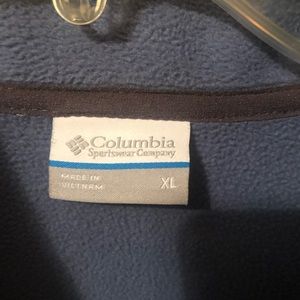 Columbia
Sportswear Company
MADE IN
VIETNAM
XL